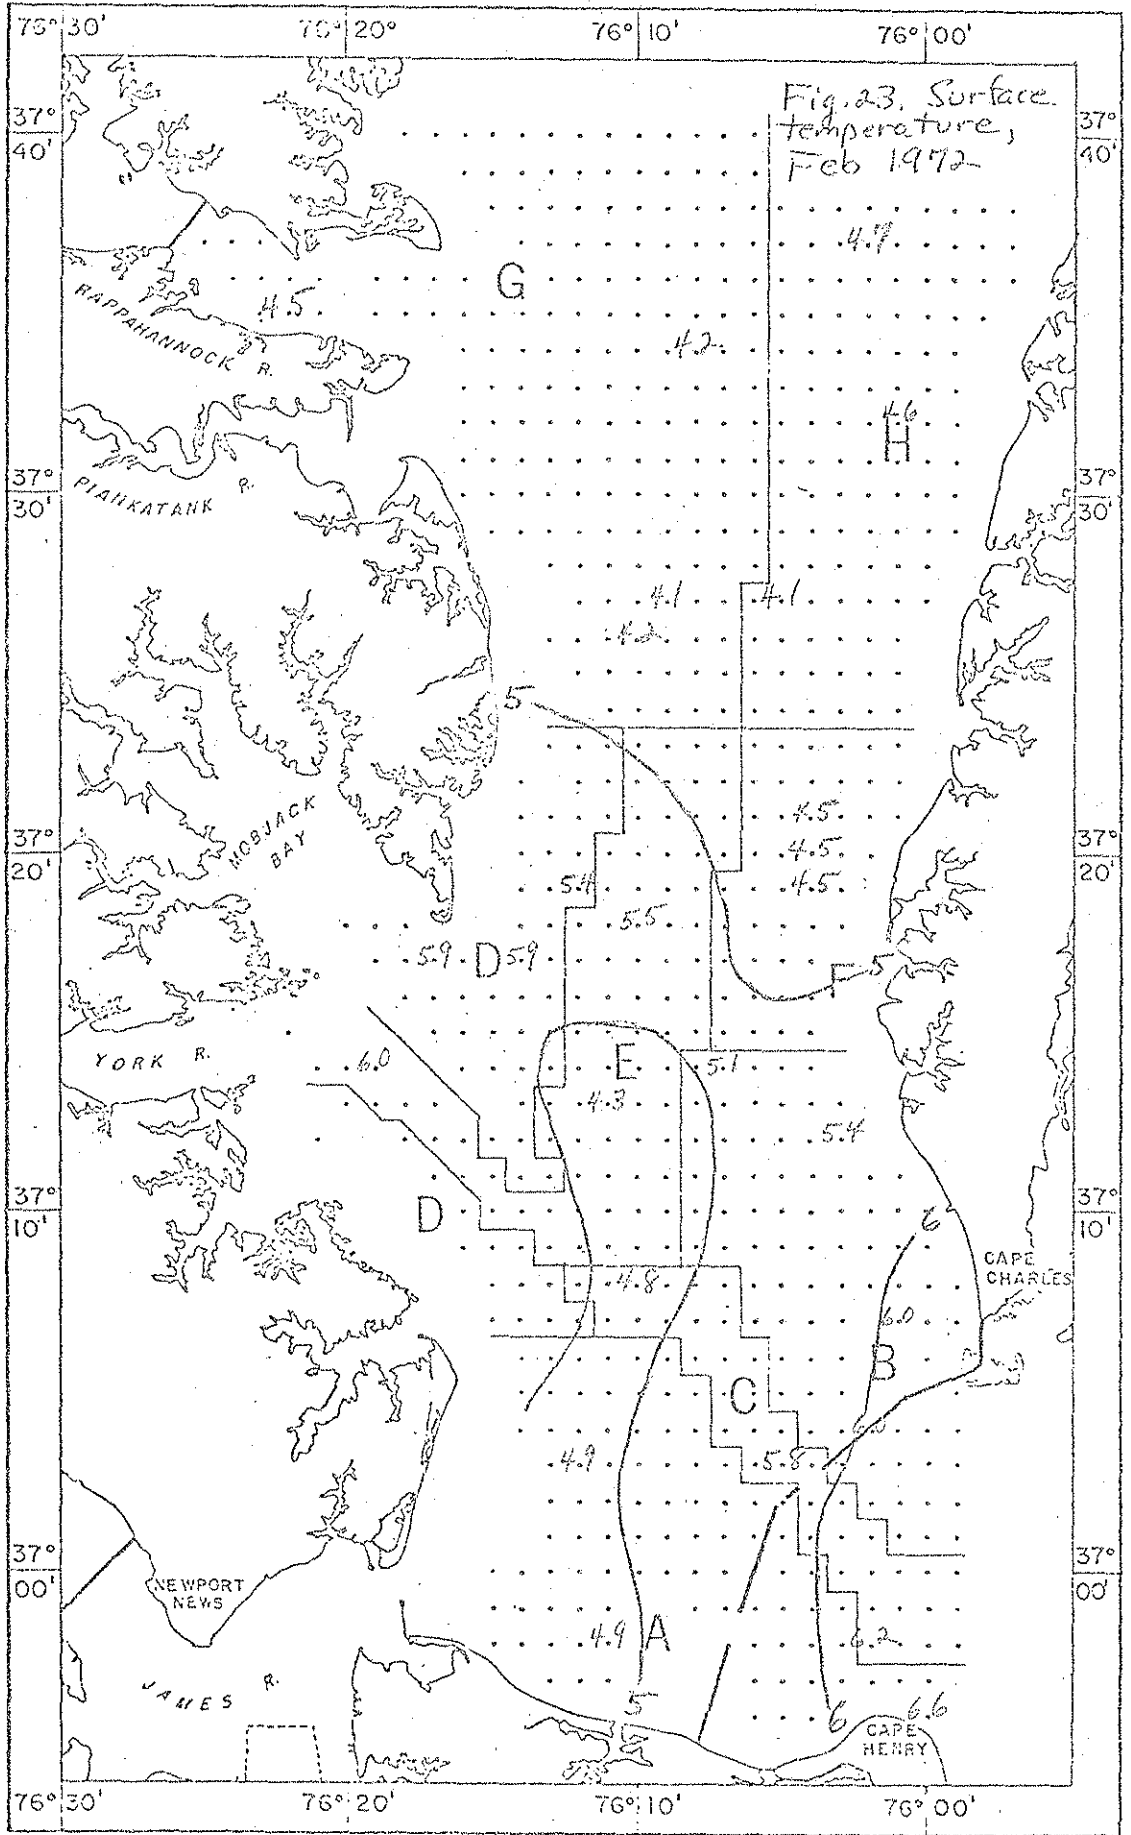 76° 30'
76° 20'
76° 10'
76° 00'
Fig. 23. Surface
temperature,
Feb 1972
37°
40'
37°
40'
4.7
G
4.5
RAPPAHANNOCK R.
4.2
4.6
H
37°
30'
37°
30'
PIANKATANK R.
4.1
4.1
4.2
5
4.5
MOBJACK
BAY
37°
20'
4.5
37°
20'
5.4
4.5
5.5
5.9
D
5.9
F
5
YORK R.
6.0
E
5.1
4.3
5.4
37°
10'
D
6
37°
10'
CAPE
CHARLES
4.8
6.0
B
C
4.9
5.8
37°
00'
37°
00'
NEWPORT
NEWS
4.9
A
6.2
JAMES R.
5
6
6.6
CAPE
HENRY
76° 30'
76° 20'
76° 10'
76° 00'